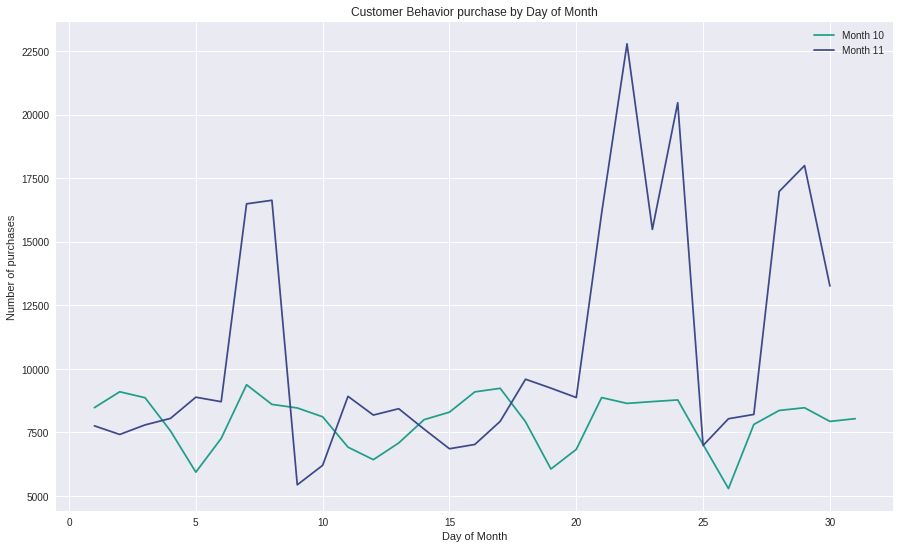 Customer Behavior purchase by Day of Month
Month 10
Month 11
Number of purchases
22500
20000
17500
15000
12500
10000
7500
5000
0 5 10 15 20 25 30
Day of Month